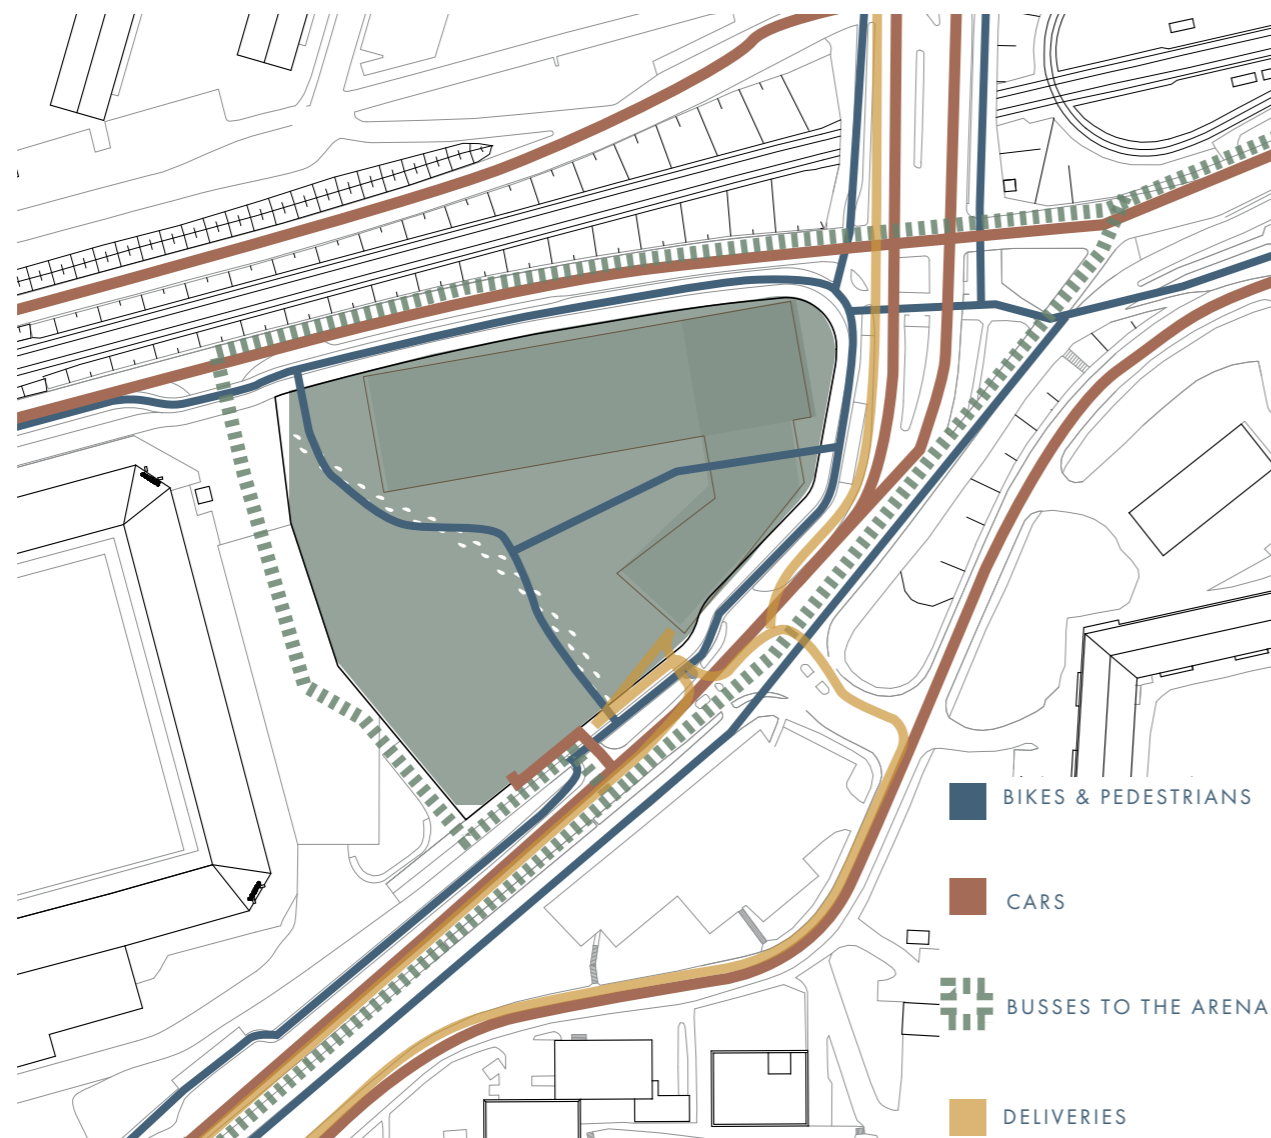 BIKES & PEDESTRIANS
CARS
BUSSES TO THE ARENA
DELIVERIES